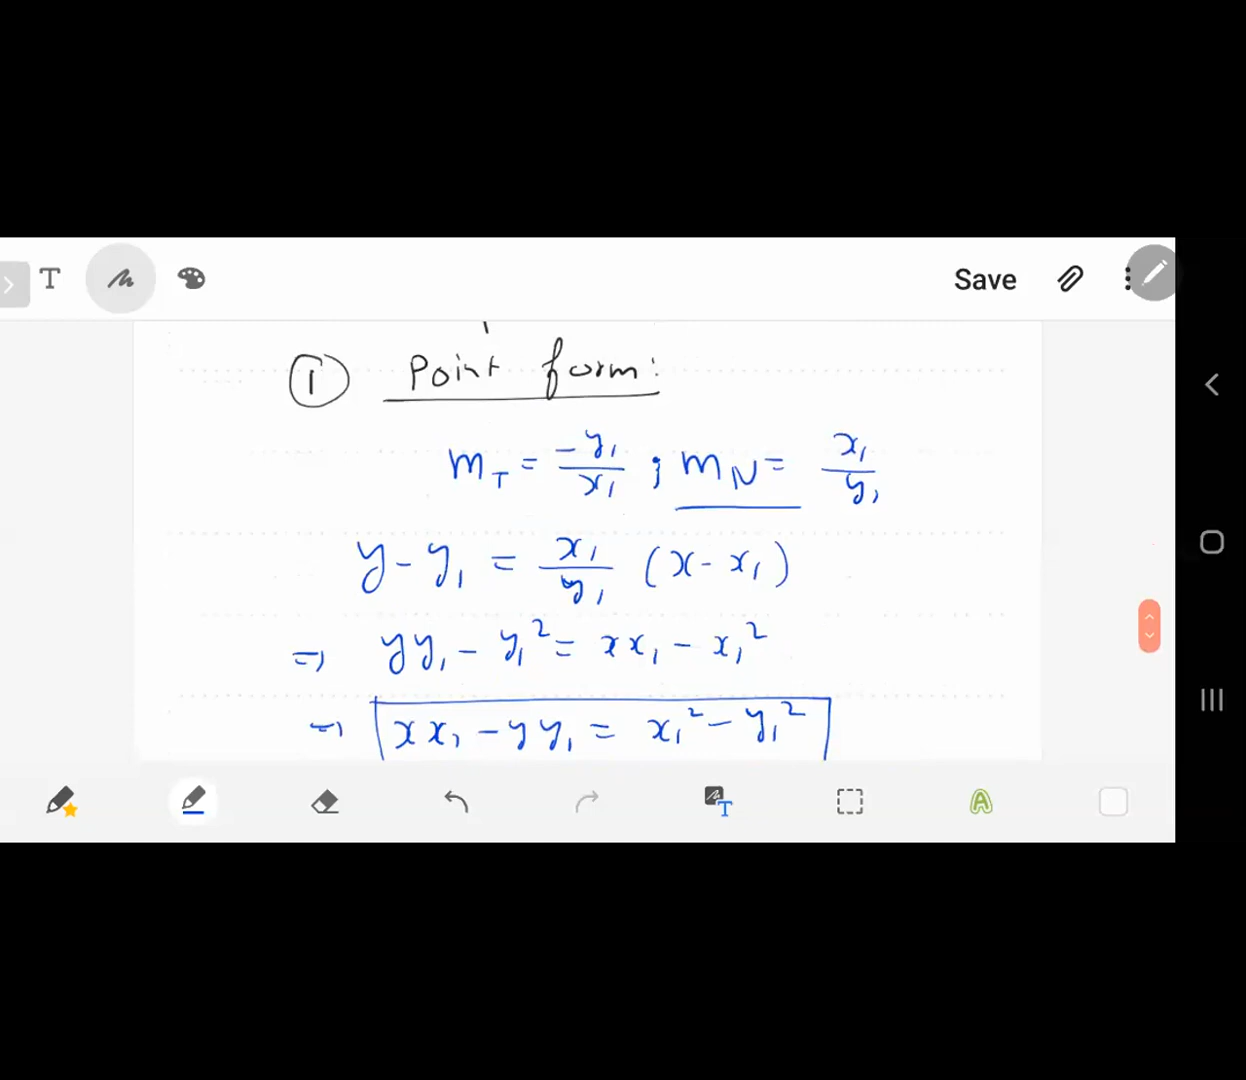 T Save
① Point form:
m_T = -y₁/x₁ ; m_N = x₁/y₁
y - y₁ = x₁/y₁ (x - x₁)
=) yy₁ - y₁² = xx₁ - x₁²
=) xx₁ - yy₁ = x₁² - y₁²
T A